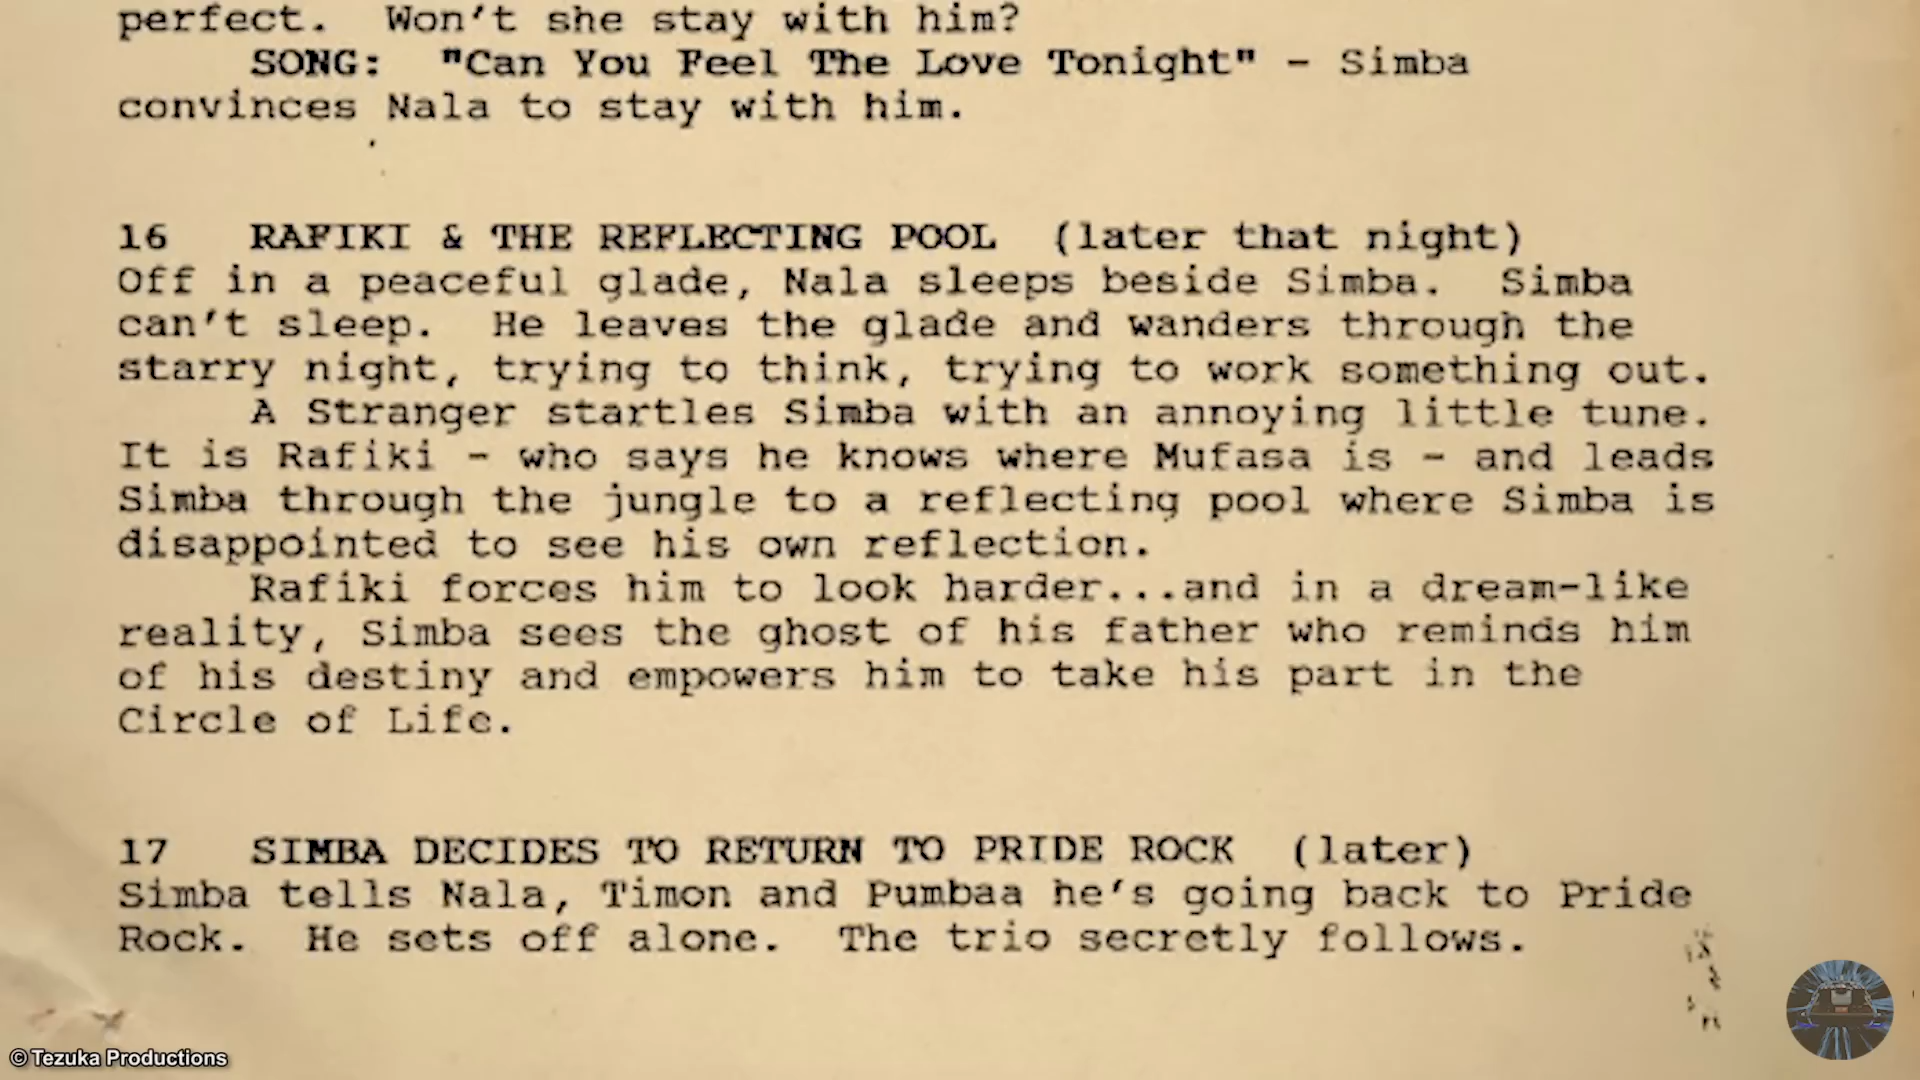 perfect.  Won't she stay with him?
SONG:  "Can You Feel The Love Tonight" - Simba
convinces Nala to stay with him.
16   RAFIKI & THE REFLECTING POOL  (later that night)
Off in a peaceful glade, Nala sleeps beside Simba.  Simba
can't sleep.  He leaves the glade and wanders through the
starry night, trying to think, trying to work something out.
A Stranger startles Simba with an annoying little tune.
It is Rafiki - who says he knows where Mufasa is - and leads
Simba through the jungle to a reflecting pool where Simba is
disappointed to see his own reflection.
Rafiki forces him to look harder...and in a dream-like
reality, Simba sees the ghost of his father who reminds him
of his destiny and empowers him to take his part in the
Circle of Life.
17   SIMBA DECIDES TO RETURN TO PRIDE ROCK  (later)
Simba tells Nala, Timon and Pumbaa he's going back to Pride
Rock.  He sets off alone.  The trio secretly follows.
© Tezuka Productions